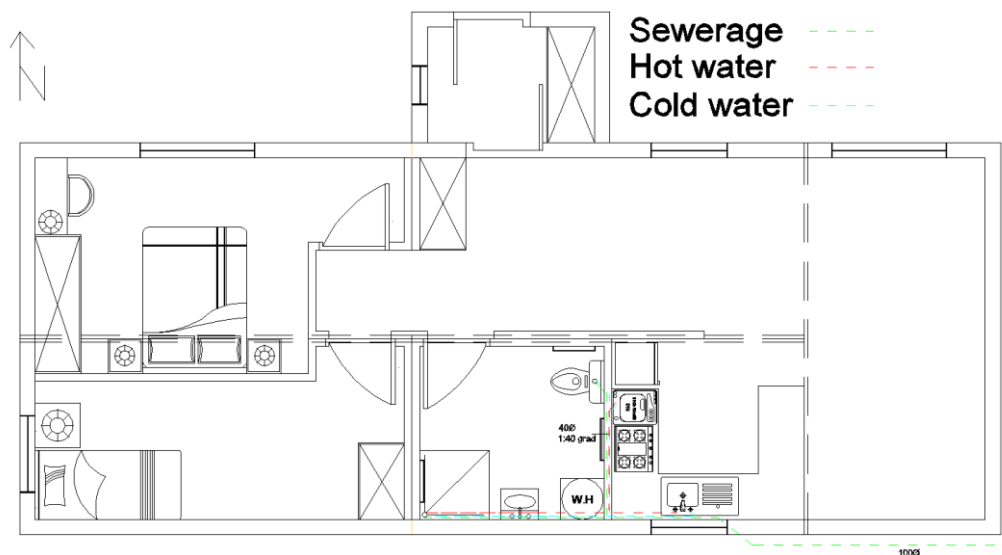 N
Sewerage
Hot water
Cold water
40Ø
1:40 grad
W.H
100Ø